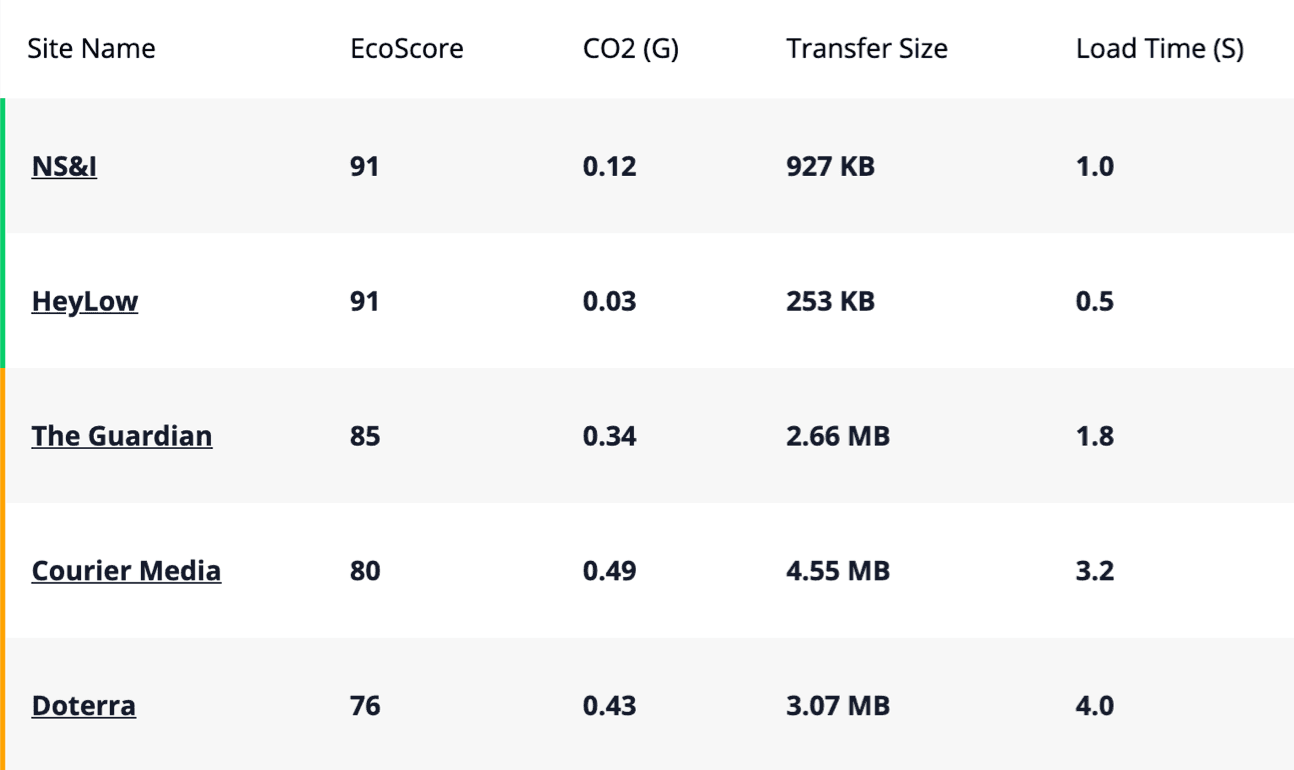 Site Name EcoScore CO2 (G) Transfer Size Load Time (S)
NS&I 91 0.12 927 KB 1.0
HeyLow 91 0.03 253 KB 0.5
The Guardian 85 0.34 2.66 MB 1.8
Courier Media 80 0.49 4.55 MB 3.2
Doterra 76 0.43 3.07 MB 4.0